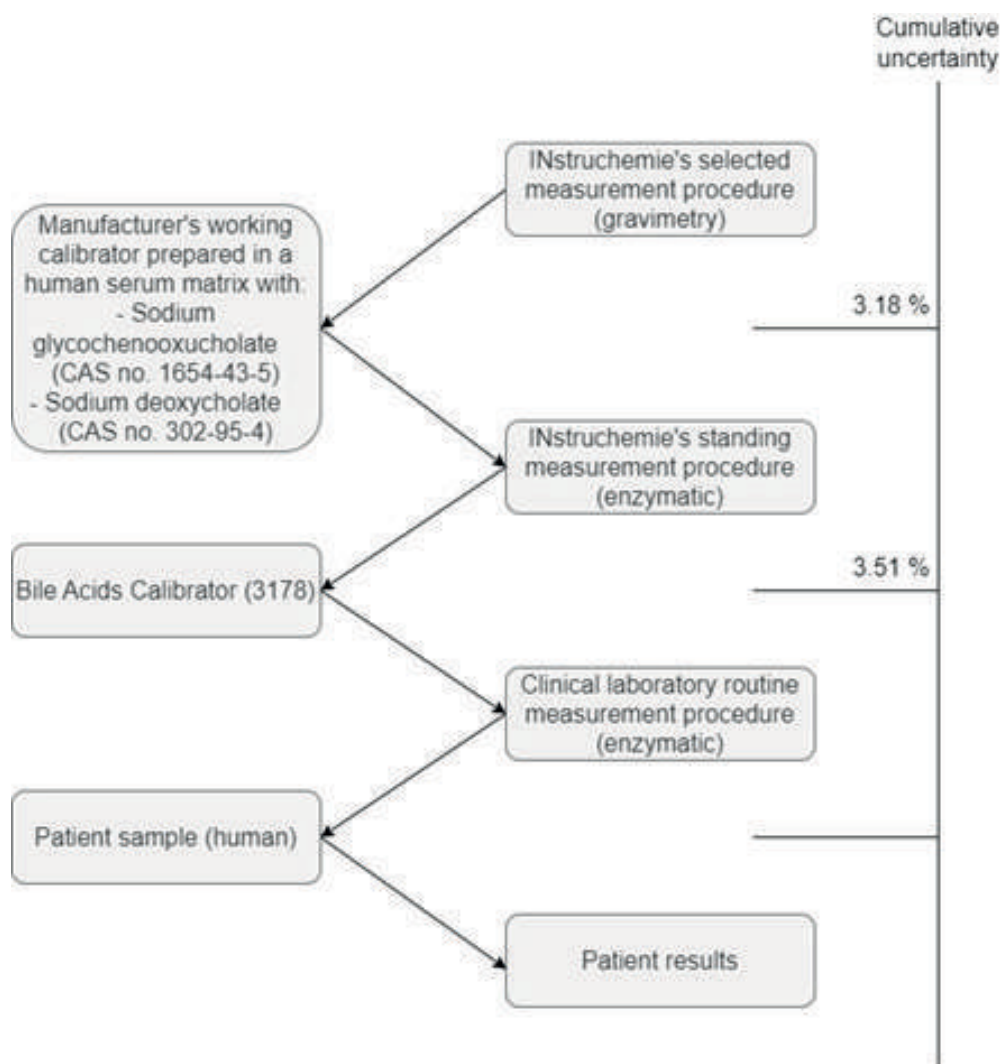 Cumulative
uncertainty
INstruchemie's selected
measurement procedure
(gravimetry)
Manufacturer's working
calibrator prepared in a
human serum matrix with:
- Sodium
glycochenooxucholate
(CAS no. 1654-43-5)
- Sodium deoxycholate
(CAS no. 302-95-4)
3.18 %
INstruchemie's standing
measurement procedure
(enzymatic)
Bile Acids Calibrator (3178)
3.51 %
Clinical laboratory routine
measurement procedure
(enzymatic)
Patient sample (human)
Patient results